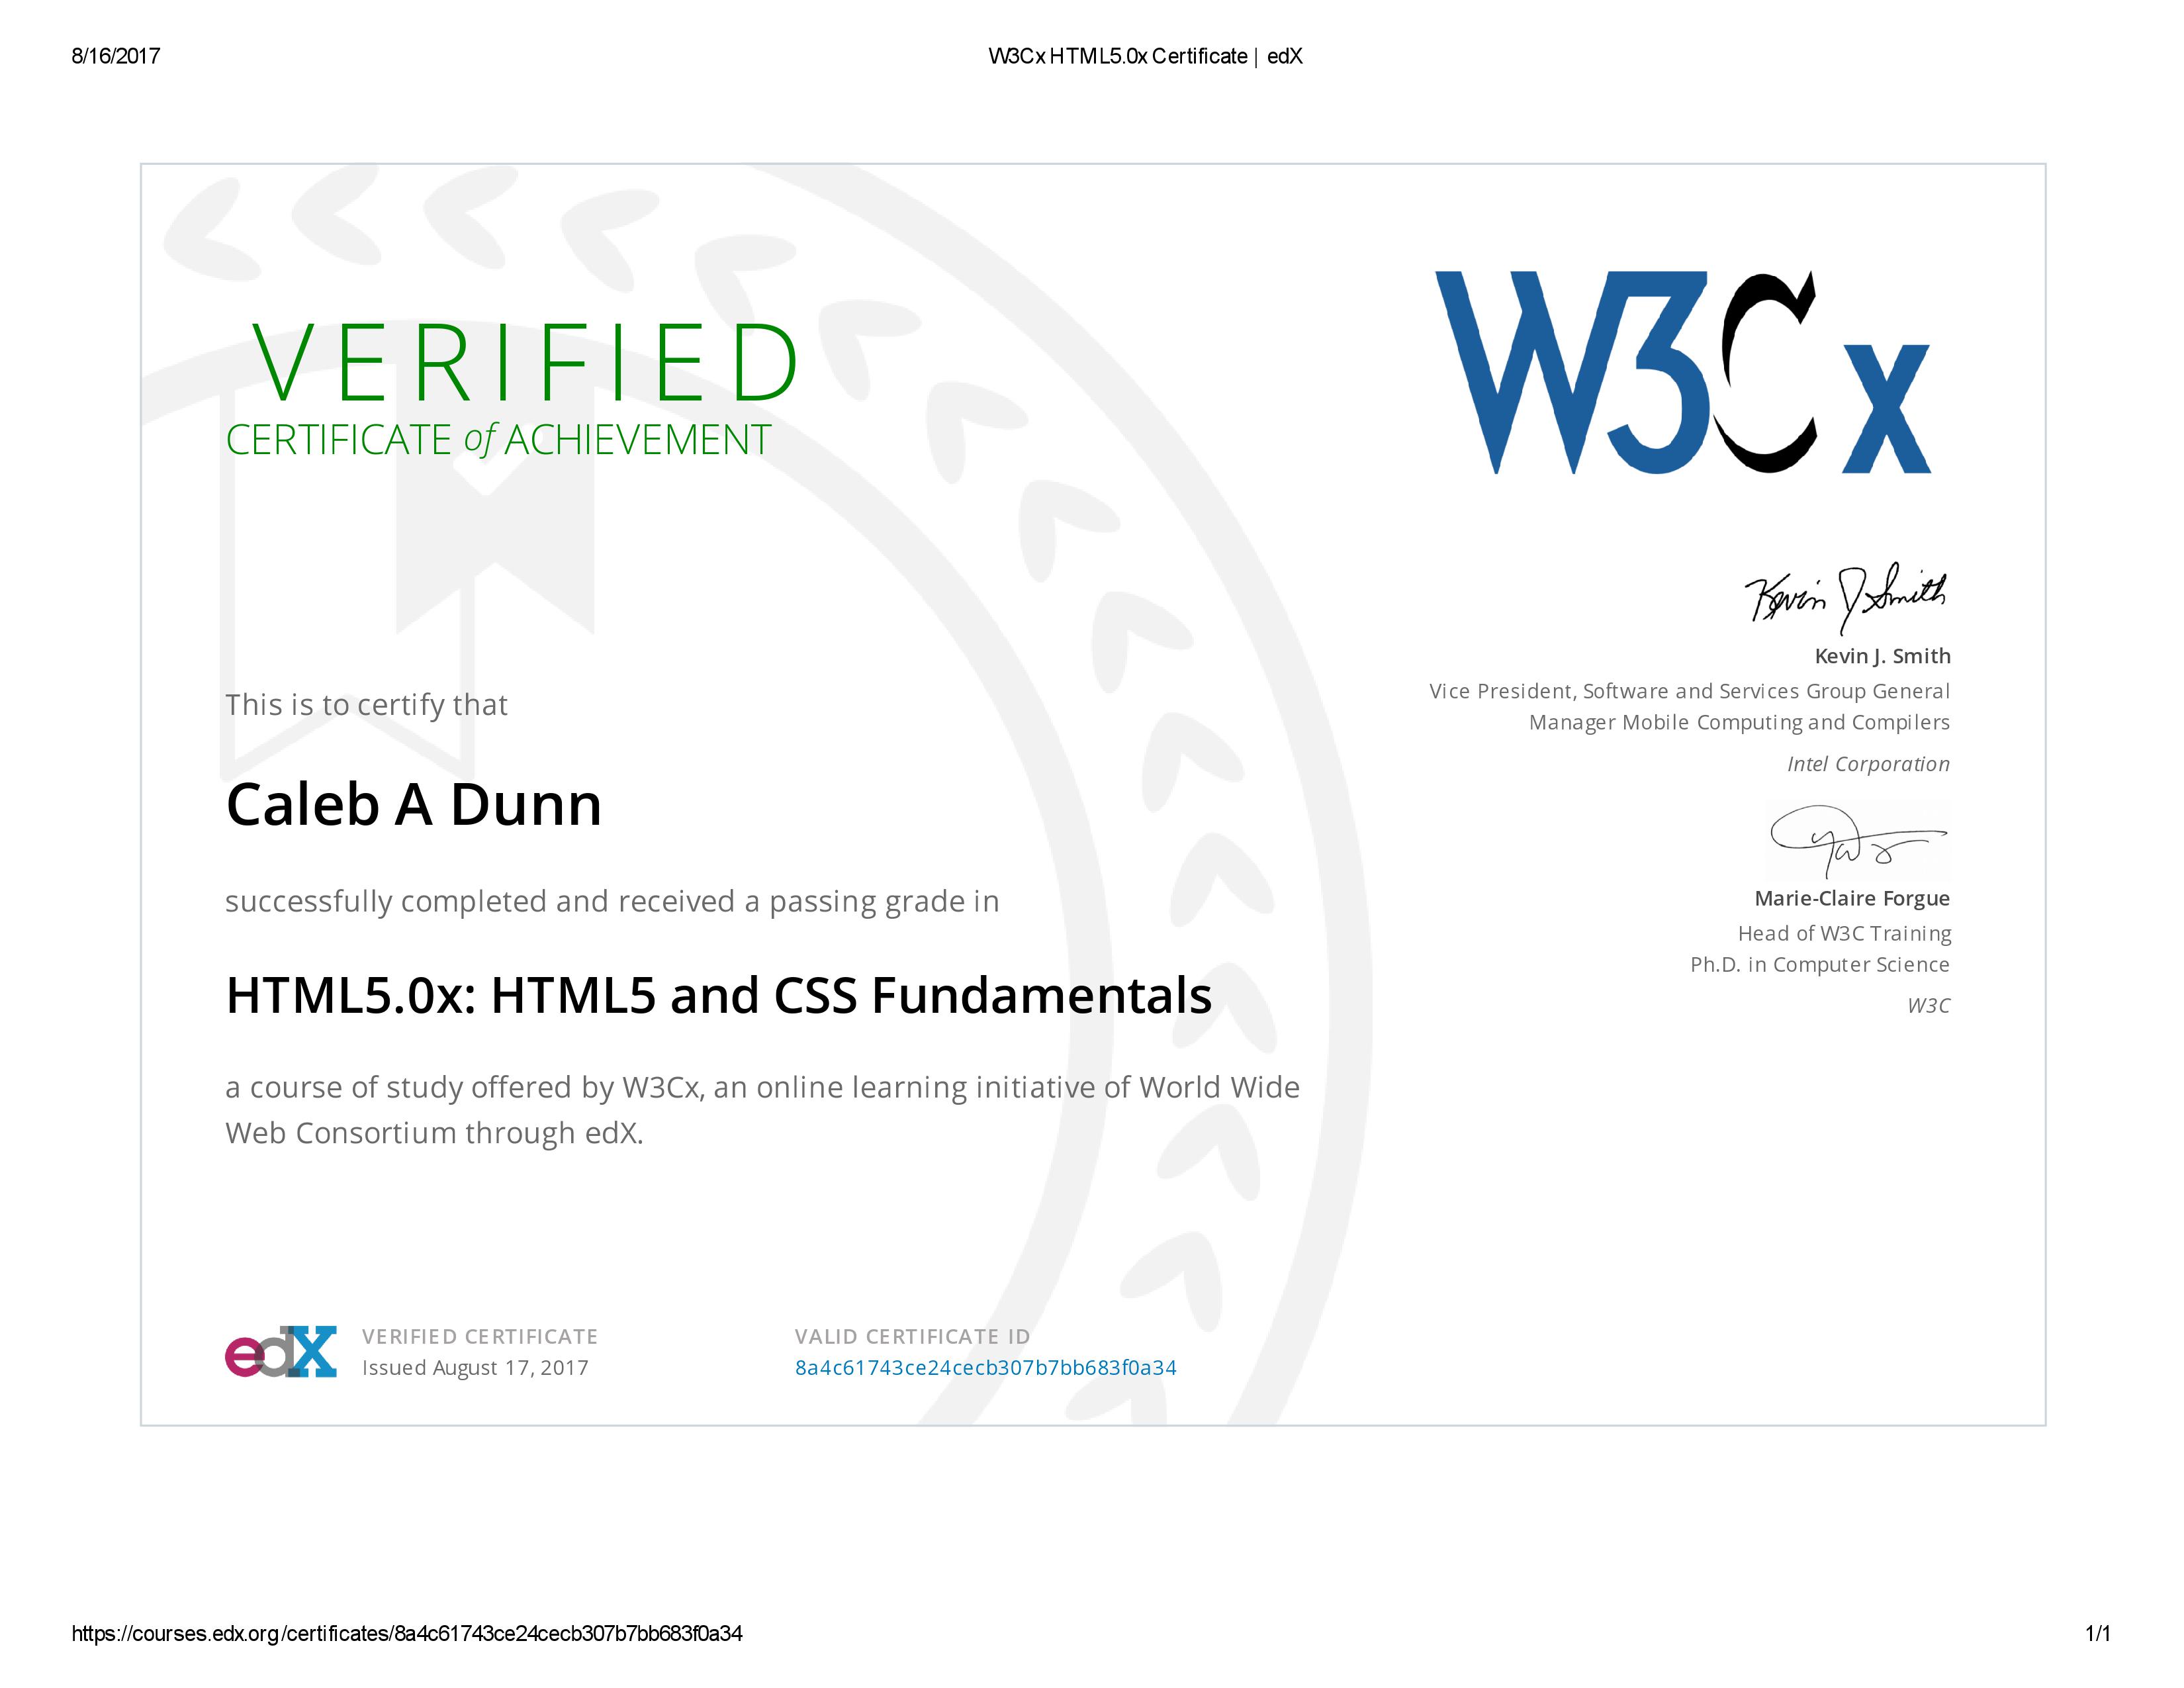 8/16/2017
W3Cx HTML5.0x Certificate | edX
VERIFIED
CERTIFICATE of ACHIEVEMENT
W3Cx
This is to certify that
Caleb A Dunn
successfully completed and received a passing grade in
HTML5.0x: HTML5 and CSS Fundamentals
a course of study offered by W3Cx, an online learning initiative of World Wide
Web Consortium through edX.
Kevin J Smith
Kevin J. Smith
Vice President, Software and Services Group General
Manager Mobile Computing and Compilers
Intel Corporation
Marie-Claire Forgue
Head of W3C Training
Ph.D. in Computer Science
W3C
edX
VERIFIED CERTIFICATE
Issued August 17, 2017
VALID CERTIFICATE ID
8a4c61743ce24cecb307b7bb683f0a34
https://courses.edx.org/certificates/8a4c61743ce24cecb307b7bb683f0a34
1/1